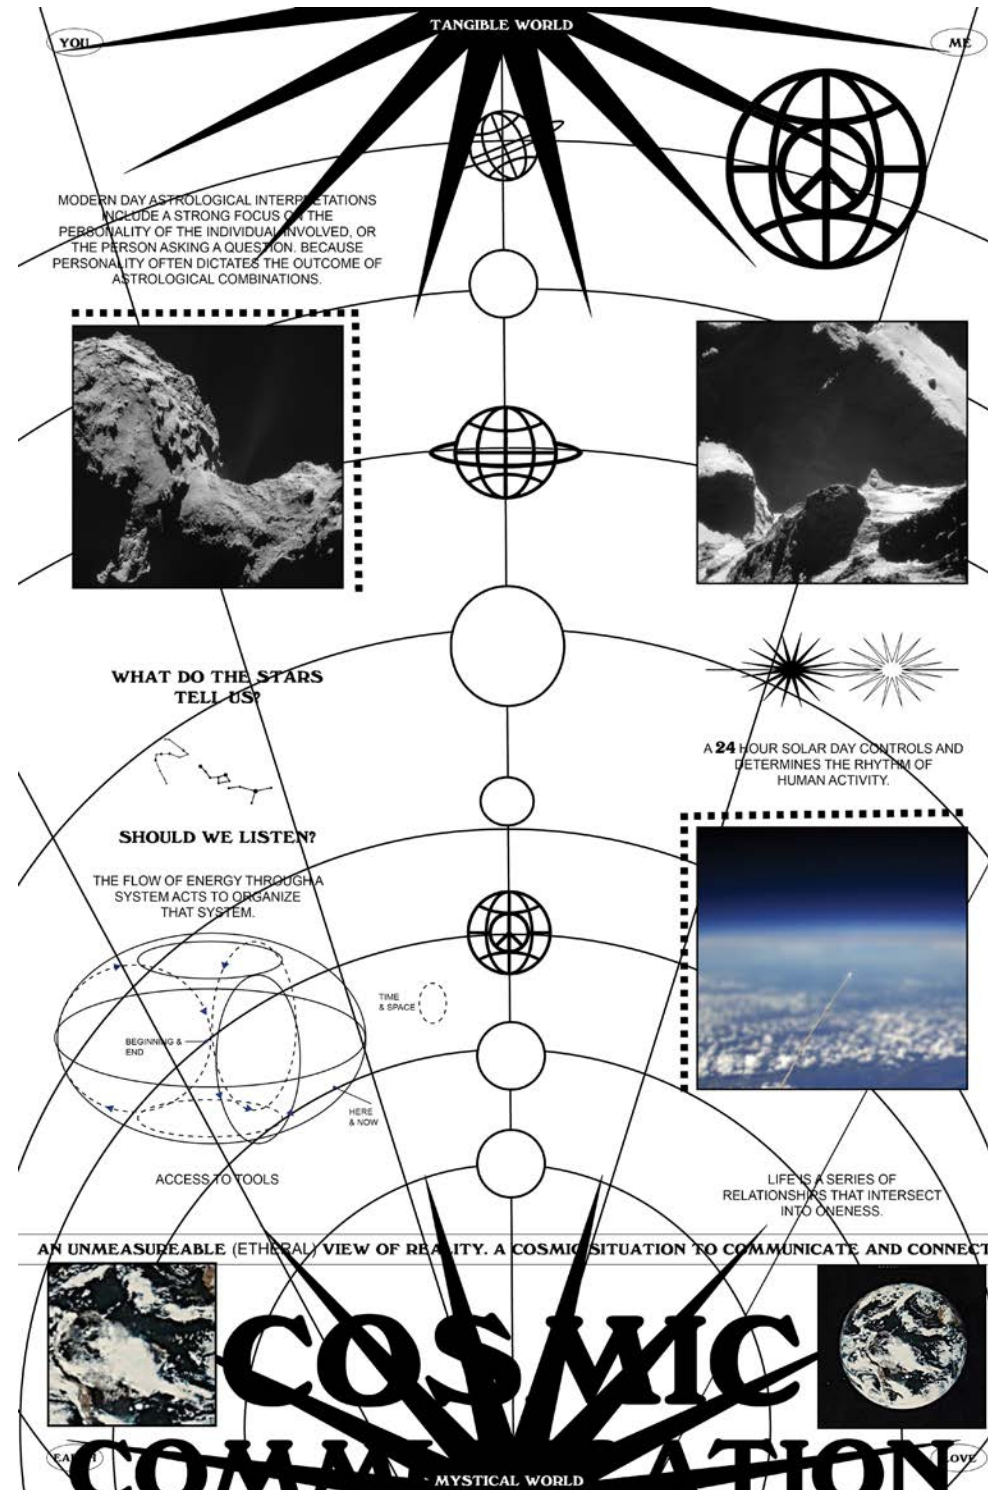 TANGIBLE WORLD
YOU
ME
MODERN DAY ASTROLOGICAL INTERPRETATIONS
INCLUDE A STRONG FOCUS ON THE
PERSONALITY OF THE INDIVIDUAL INVOLVED, OR
THE PERSON ASKING A QUESTION. BECAUSE
PERSONALITY OFTEN DICTATES THE OUTCOME OF
ASTROLOGICAL COMBINATIONS.
WHAT DO THE STARS
TELL US?
A 24 HOUR SOLAR DAY CONTROLS AND
DETERMINES THE RHYTHM OF
HUMAN ACTIVITY.
SHOULD WE LISTEN?
THE FLOW OF ENERGY THROUGH A
SYSTEM ACTS TO ORGANIZE
THAT SYSTEM.
TIME
& SPACE
BEGINNING &
END
HERE
& NOW
ACCESS TO TOOLS
LIFE IS A SERIES OF
RELATIONSHIPS THAT INTERSECT
INTO ONENESS.
AN UNMEASUREABLE (ETHERAL) VIEW OF REALITY. A COSMIC SITUATION TO COMMUNICATE AND CONNECT
COSMIC
COMMUNICATION
EARTH
LOVE
MYSTICAL WORLD